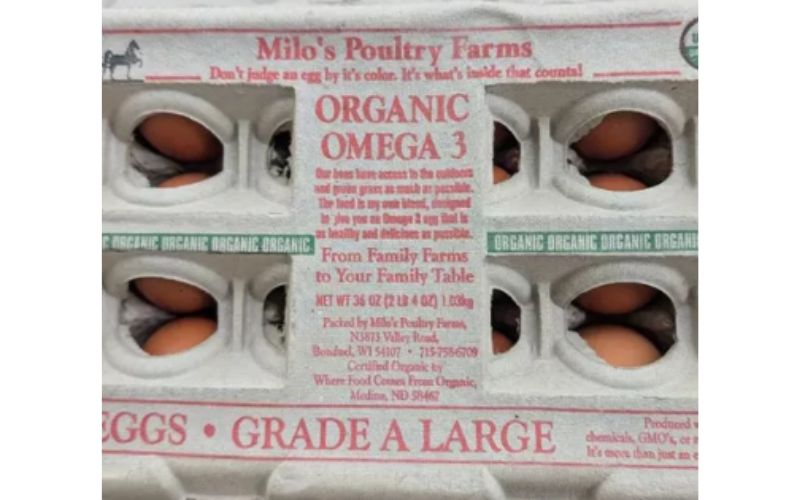 Milo's Poultry Farms
Don't judge an egg by it's color. It's what's inside that counts!
ORGANIC
OMEGA 3
Our hens have access to the outdoors
and given grass as much as possible.
The feed is my own blend, designed
to give you an Omega 3 egg that is
as healthy and delicious as possible.
ORGANIC ORGANIC ORGANIC ORGANIC
ORGANIC ORGANIC ORGANIC ORGANIC
From Family Farms
to Your Family Table
NET WT 36 OZ (2 LB 4 OZ) 1.03kg
Packed by Milo's Poultry Farms,
N5873 Valley Road,
Bonduel, WI 54107 • 715-758-6709
Certified Organic by
Where Food Comes From Organic,
Medina, ND 58467
EGGS • GRADE A LARGE
Produced
chemicals, GMO's, or
It's more than just an